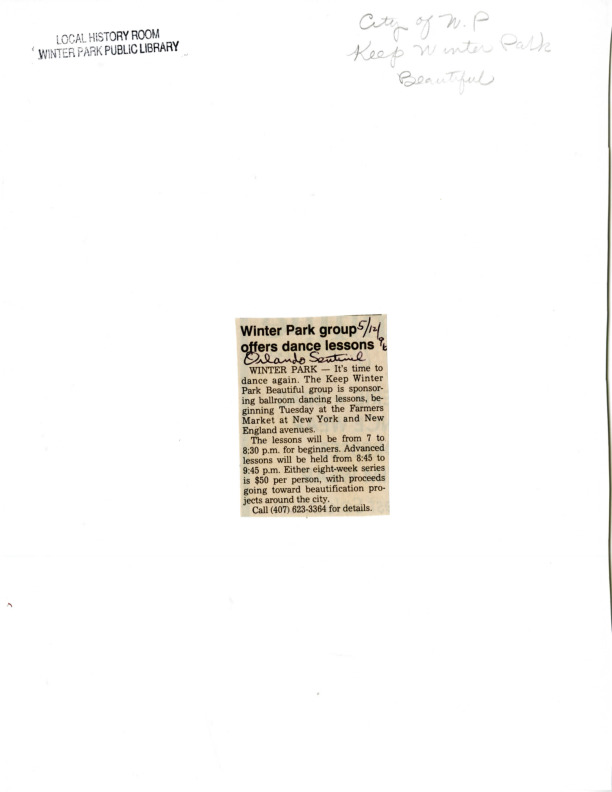 LOCAL HISTORY ROOM
WINTER PARK PUBLIC LIBRARY
City of W.P
Keep Winter Park
Beautiful
Winter Park group 5/12/96
offers dance lessons
Orlando Sentinel
WINTER PARK — It's time to
dance again. The Keep Winter
Park Beautiful group is sponsor-
ing ballroom dancing lessons, be-
ginning Tuesday at the Farmers
Market at New York and New
England avenues.
The lessons will be from 7 to
8:30 p.m. for beginners. Advanced
lessons will be held from 8:45 to
9:45 p.m. Either eight-week series
is $50 per person, with proceeds
going toward beautification pro-
jects around the city.
Call (407) 623-3364 for details.